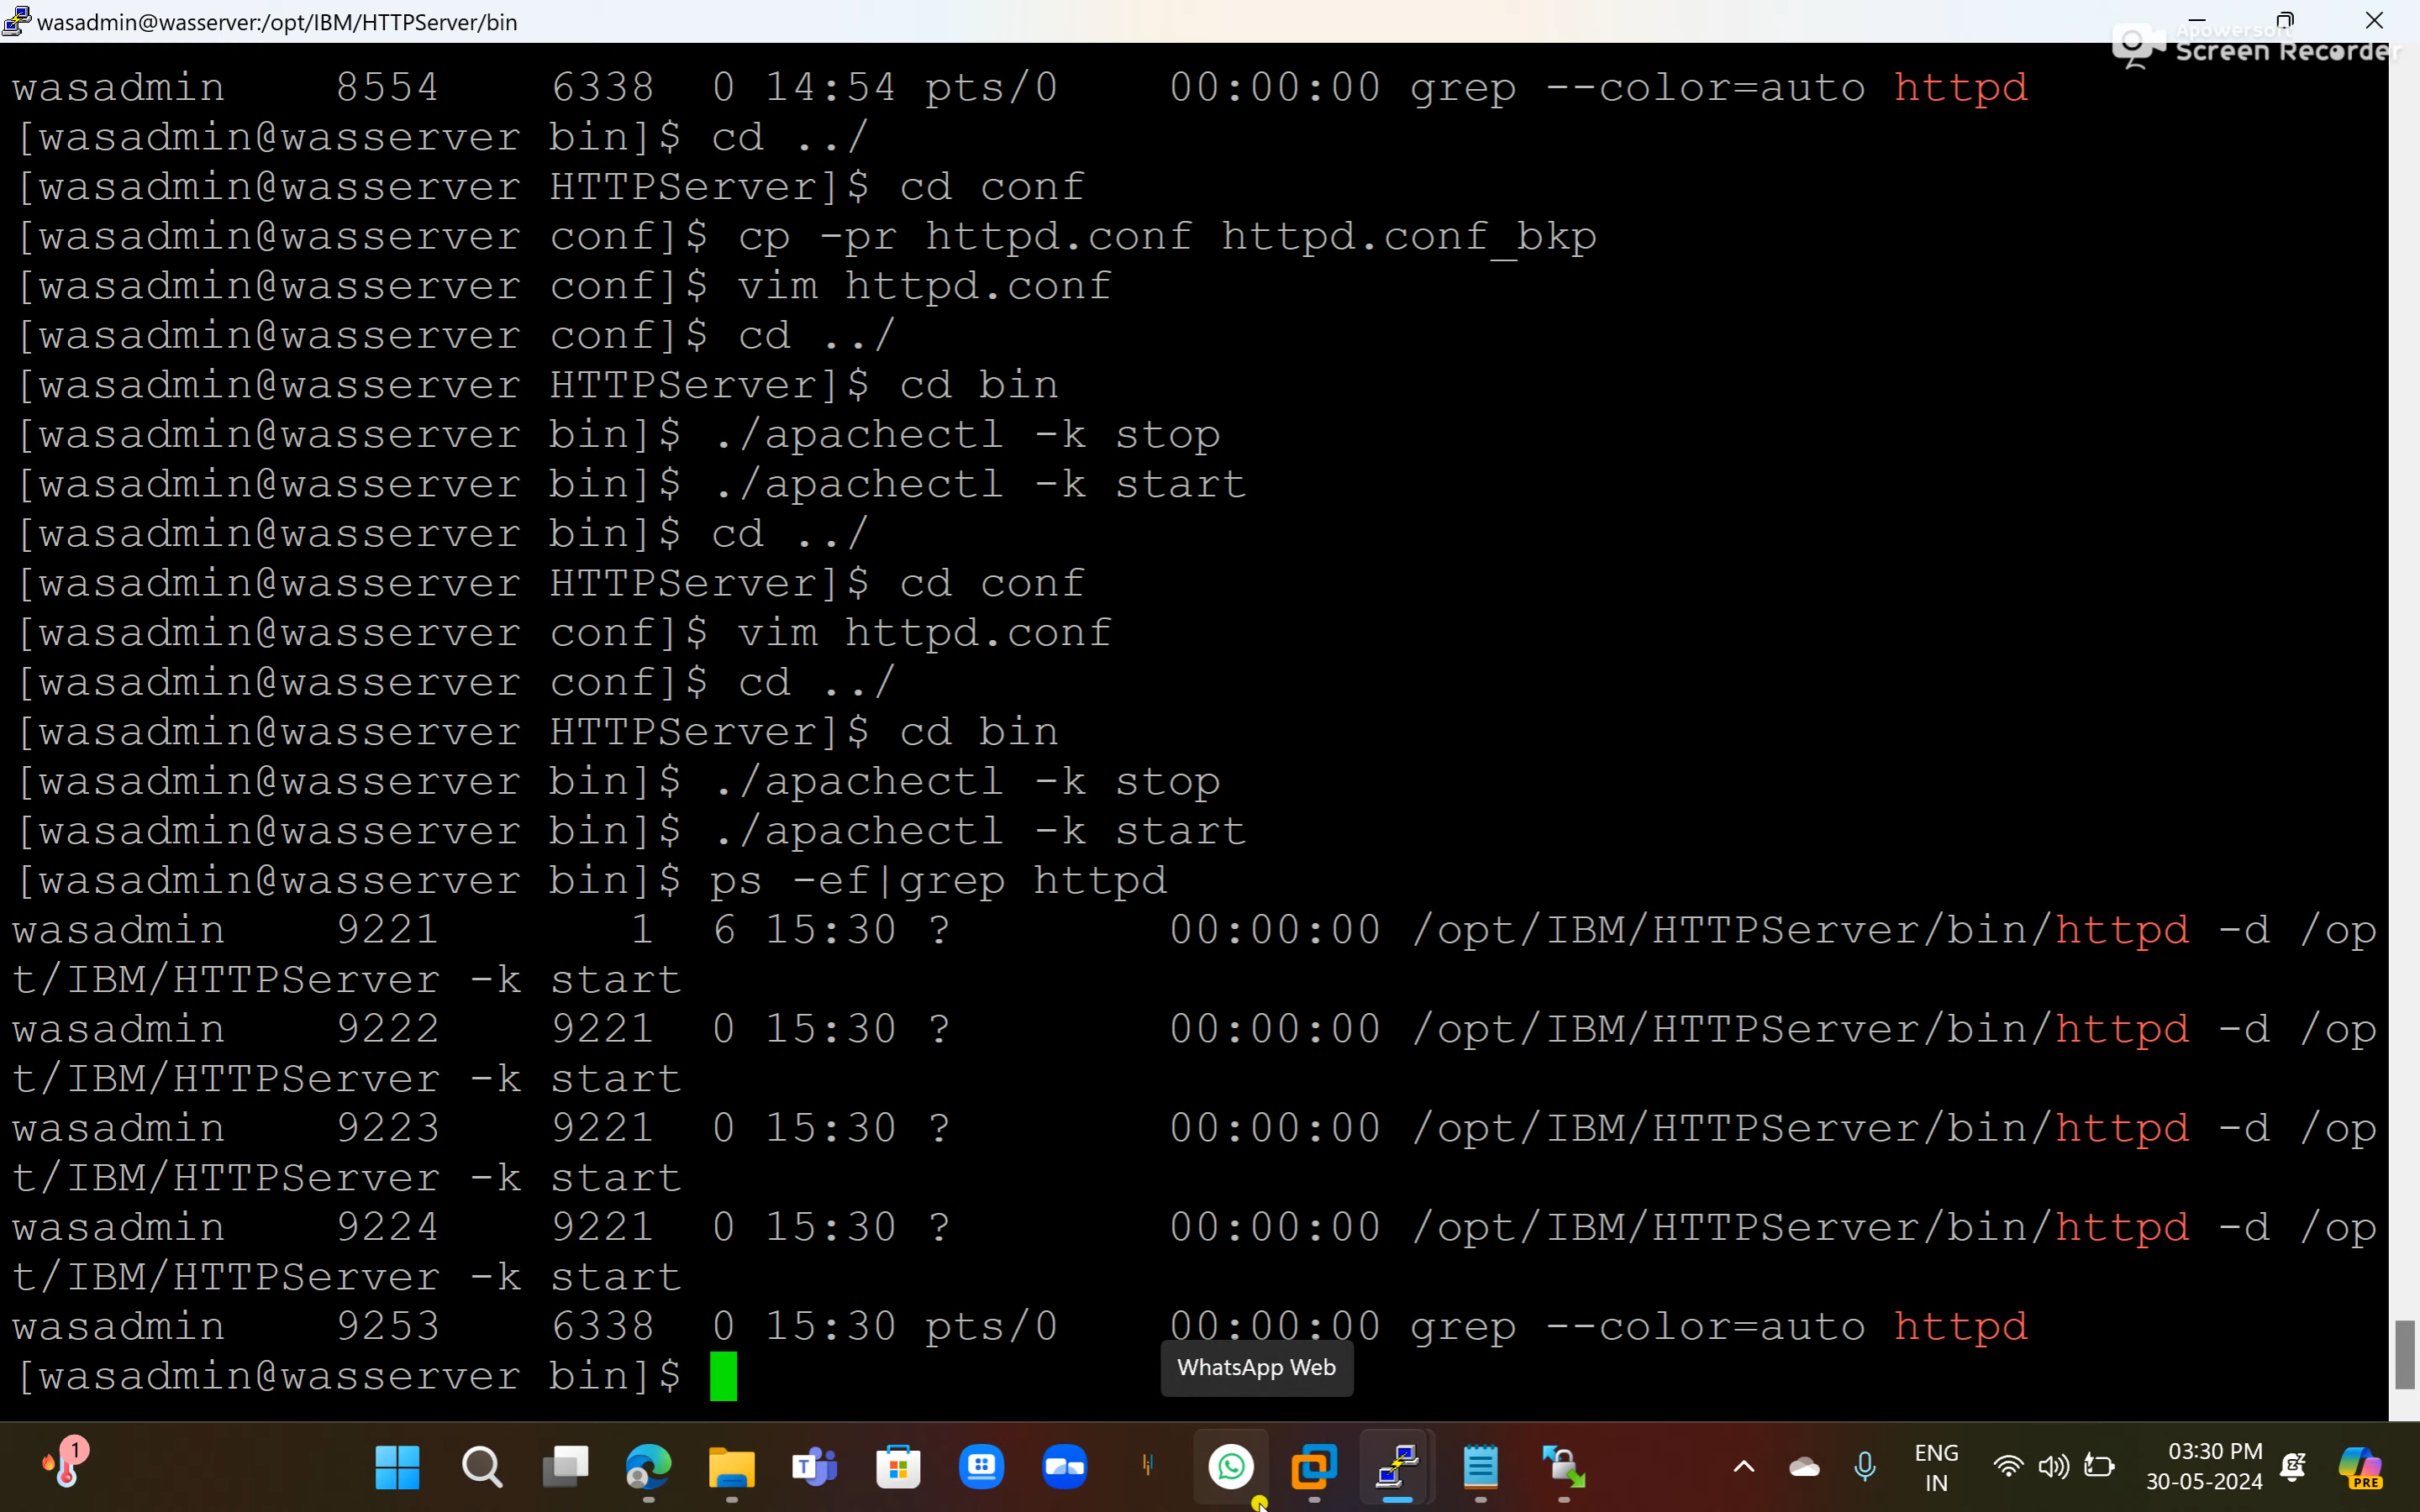 wasadmin@wasserver:/opt/IBM/HTTPServer/bin
Apowersoft
Screen Recorder
wasadmin 8554 6338 0 14:54 pts/0 00:00:00 grep --color=auto httpd
[wasadmin@wasserver bin]$ cd ../
[wasadmin@wasserver HTTPServer]$ cd conf
[wasadmin@wasserver conf]$ cp -pr httpd.conf httpd.conf_bkp
[wasadmin@wasserver conf]$ vim httpd.conf
[wasadmin@wasserver conf]$ cd ../
[wasadmin@wasserver HTTPServer]$ cd bin
[wasadmin@wasserver bin]$ ./apachectl -k stop
[wasadmin@wasserver bin]$ ./apachectl -k start
[wasadmin@wasserver bin]$ cd ../
[wasadmin@wasserver HTTPServer]$ cd conf
[wasadmin@wasserver conf]$ vim httpd.conf
[wasadmin@wasserver conf]$ cd ../
[wasadmin@wasserver HTTPServer]$ cd bin
[wasadmin@wasserver bin]$ ./apachectl -k stop
[wasadmin@wasserver bin]$ ./apachectl -k start
[wasadmin@wasserver bin]$ ps -ef|grep httpd
wasadmin 9221 1 6 15:30 ? 00:00:00 /opt/IBM/HTTPServer/bin/httpd -d /op
t/IBM/HTTPServer -k start
wasadmin 9222 9221 0 15:30 ? 00:00:00 /opt/IBM/HTTPServer/bin/httpd -d /op
t/IBM/HTTPServer -k start
wasadmin 9223 9221 0 15:30 ? 00:00:00 /opt/IBM/HTTPServer/bin/httpd -d /op
t/IBM/HTTPServer -k start
wasadmin 9224 9221 0 15:30 ? 00:00:00 /opt/IBM/HTTPServer/bin/httpd -d /op
t/IBM/HTTPServer -k start
wasadmin 9253 6338 0 15:30 pts/0 00:00:00 grep --color=auto httpd
[wasadmin@wasserver bin]$
WhatsApp Web
1
T
ENG
IN
03:30 PM
30-05-2024
PRE